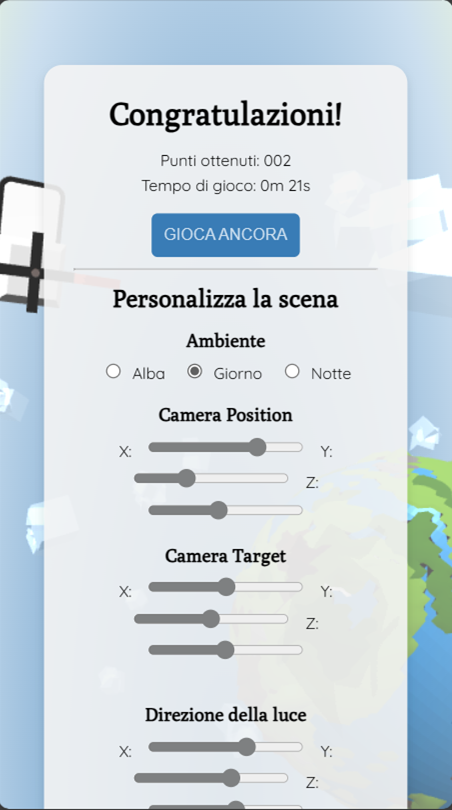 Congratulazioni!
Punti ottenuti: 002
Tempo di gioco: 0m 21s
GIOCA ANCORA
Personalizza la scena
Ambiente
Alba Giorno Notte
Camera Position
X: Y:
Z:
Camera Target
X: Y:
Z:
Direzione della luce
X: Y:
Z: